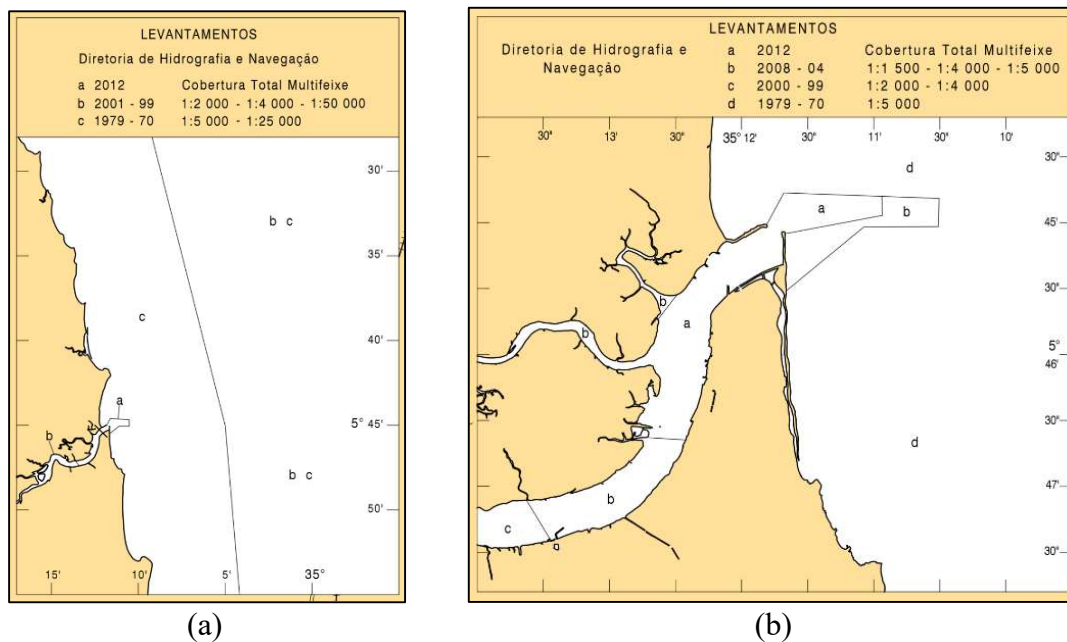 LEVANTAMENTOS
Diretoria de Hidrografia e Navegação
a 2012 Cobertura Total Multifeixe
b 2001 - 99 1:2 000 - 1:4 000 - 1:50 000
c 1979 - 70 1:5 000 - 1:25 000
30'
b c
35'
c
40'
a
5° 45'
b
b c
50'
15' 10' 5' 35°
(a)
LEVANTAMENTOS
Diretoria de Hidrografia e Navegação
a 2012 Cobertura Total Multifeixe
b 2008 - 04 1:1 500 - 1:4 000 - 1:5 000
c 2000 - 99 1:2 000 - 1:4 000
d 1979 - 70 1:5 000
30" 13' 30" 35° 12' 30" 11' 30" 10'
30"
d
a b
45'
30"
b
a
b
5°
46'
30"
d
47'
b
c
30"
(b)